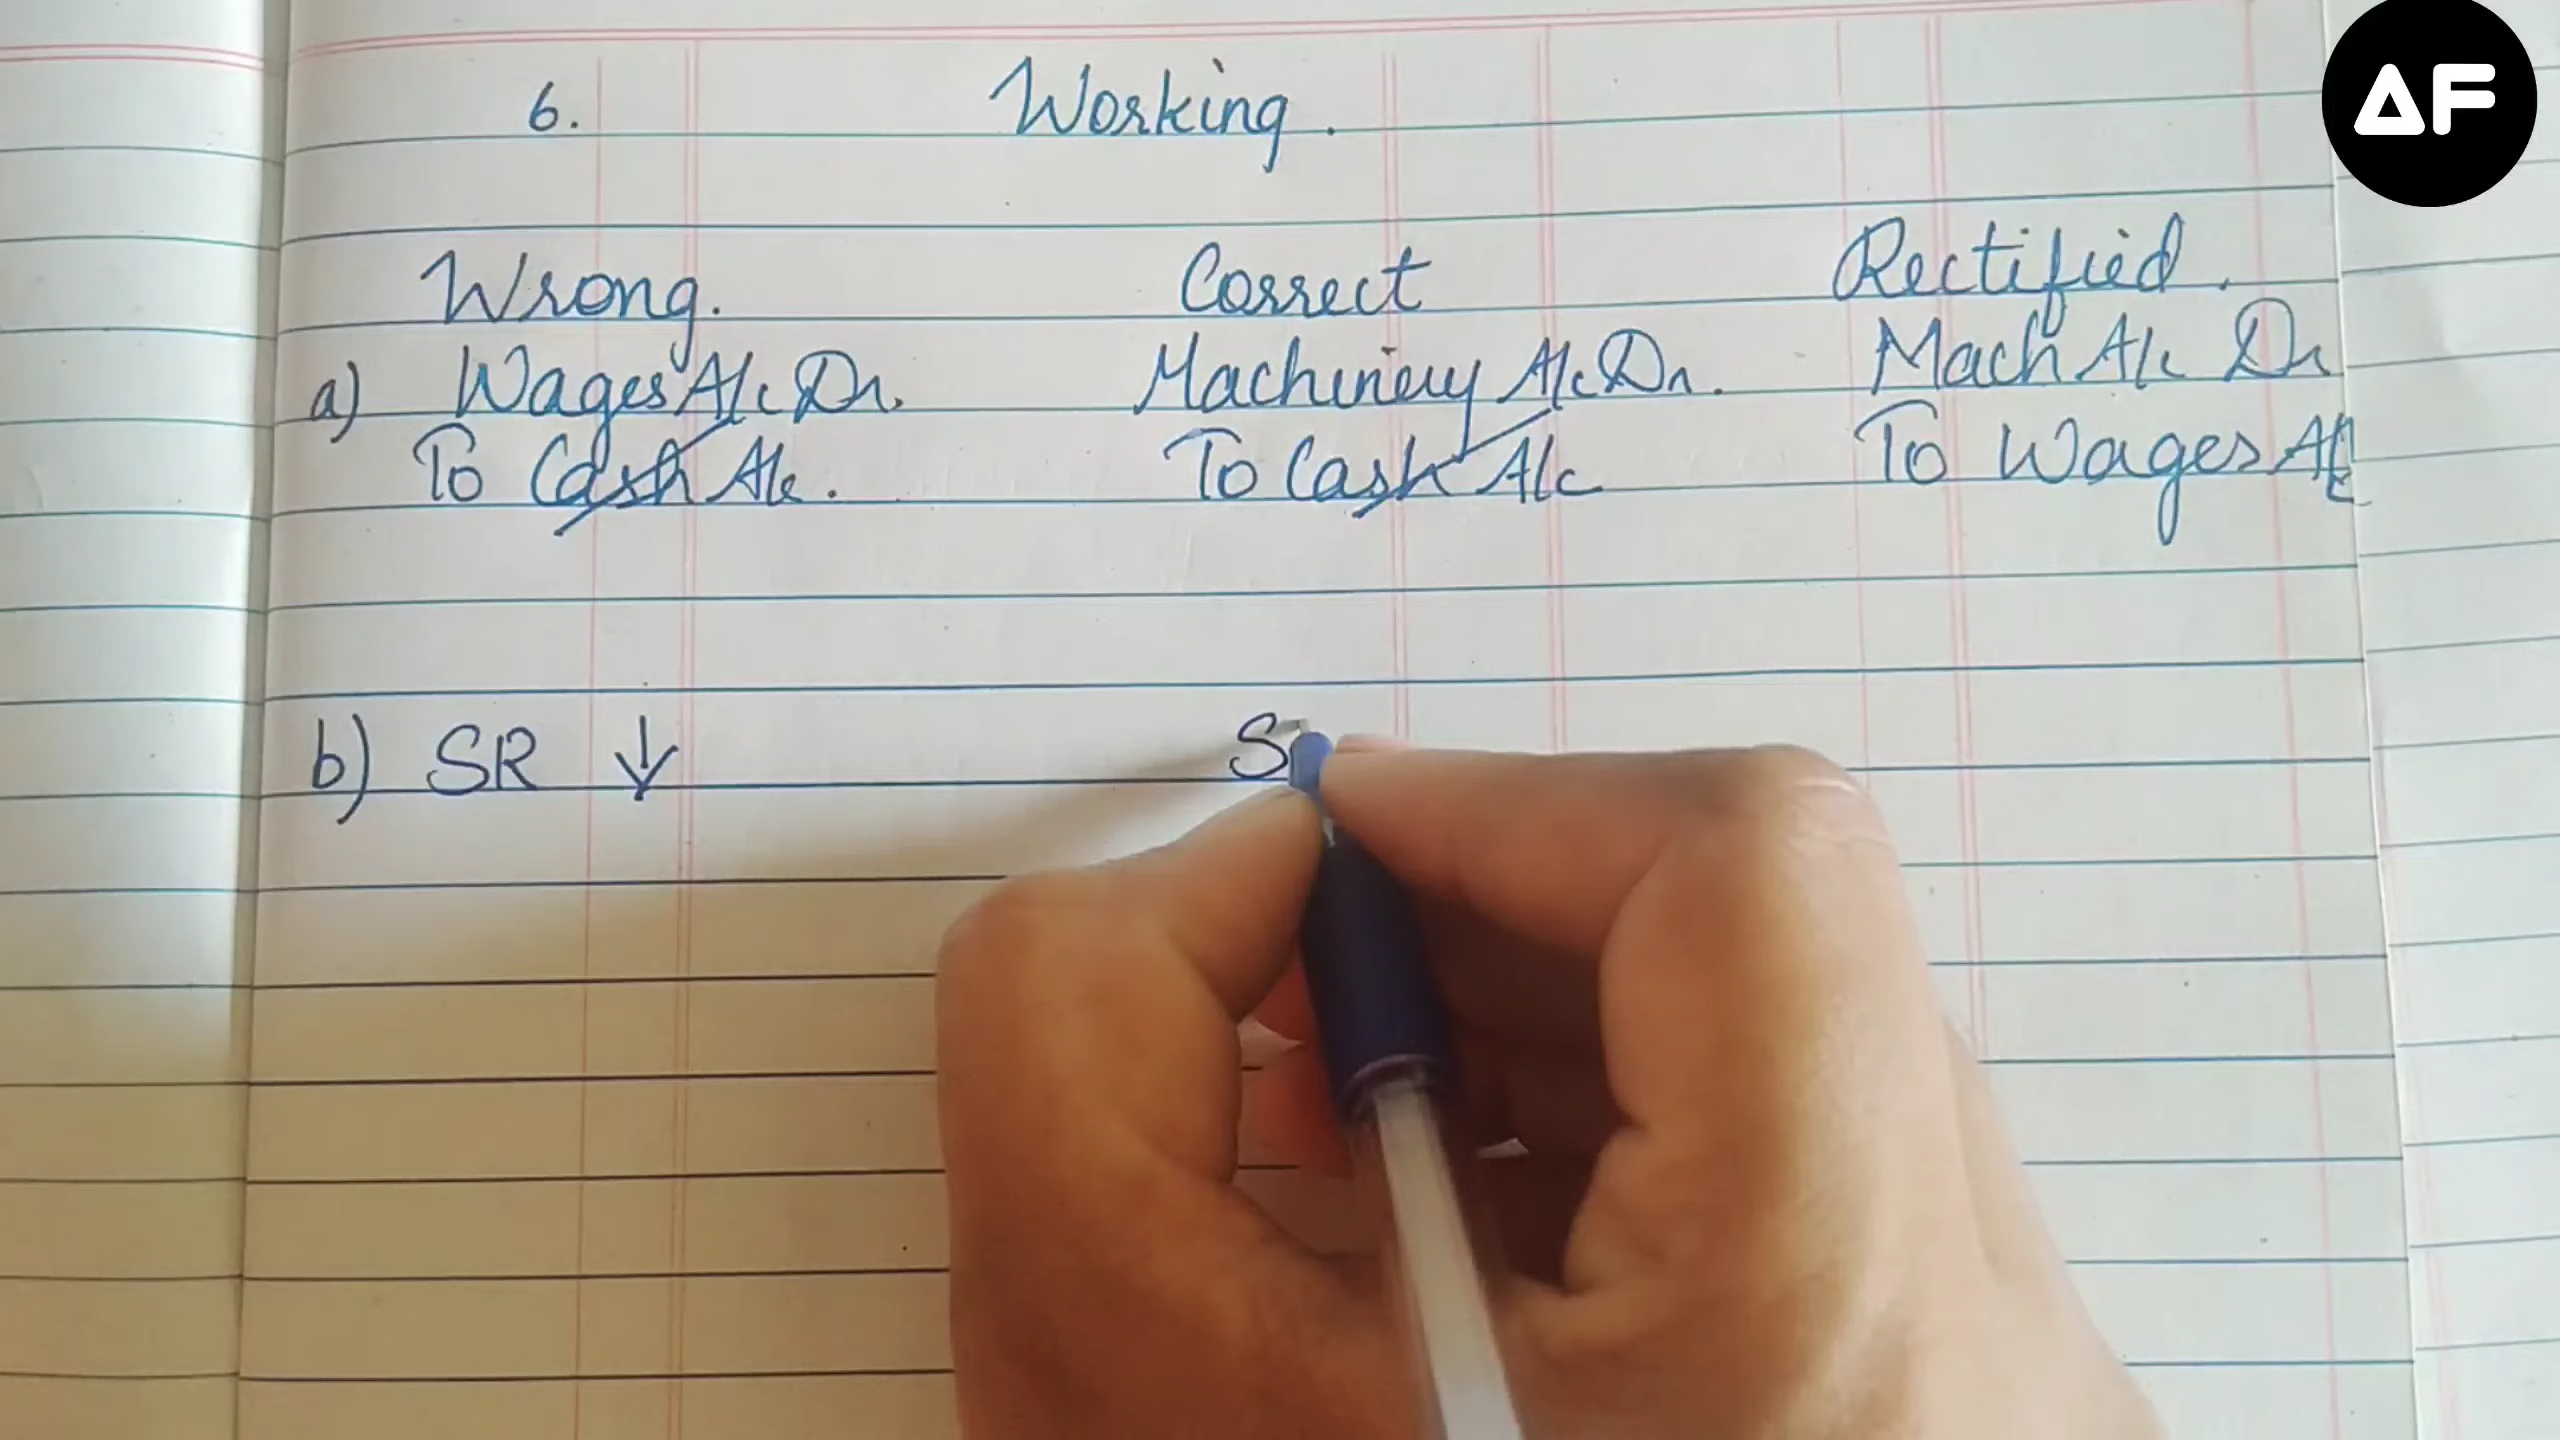 AF
6. Working.
Wrong. Correct Rectified.
a) Wages A/c Dr. Machinery A/c Dr. Mach A/c Dr
To Cash A/c. To Cash A/c To Wages A/c
b) SR ↓ S